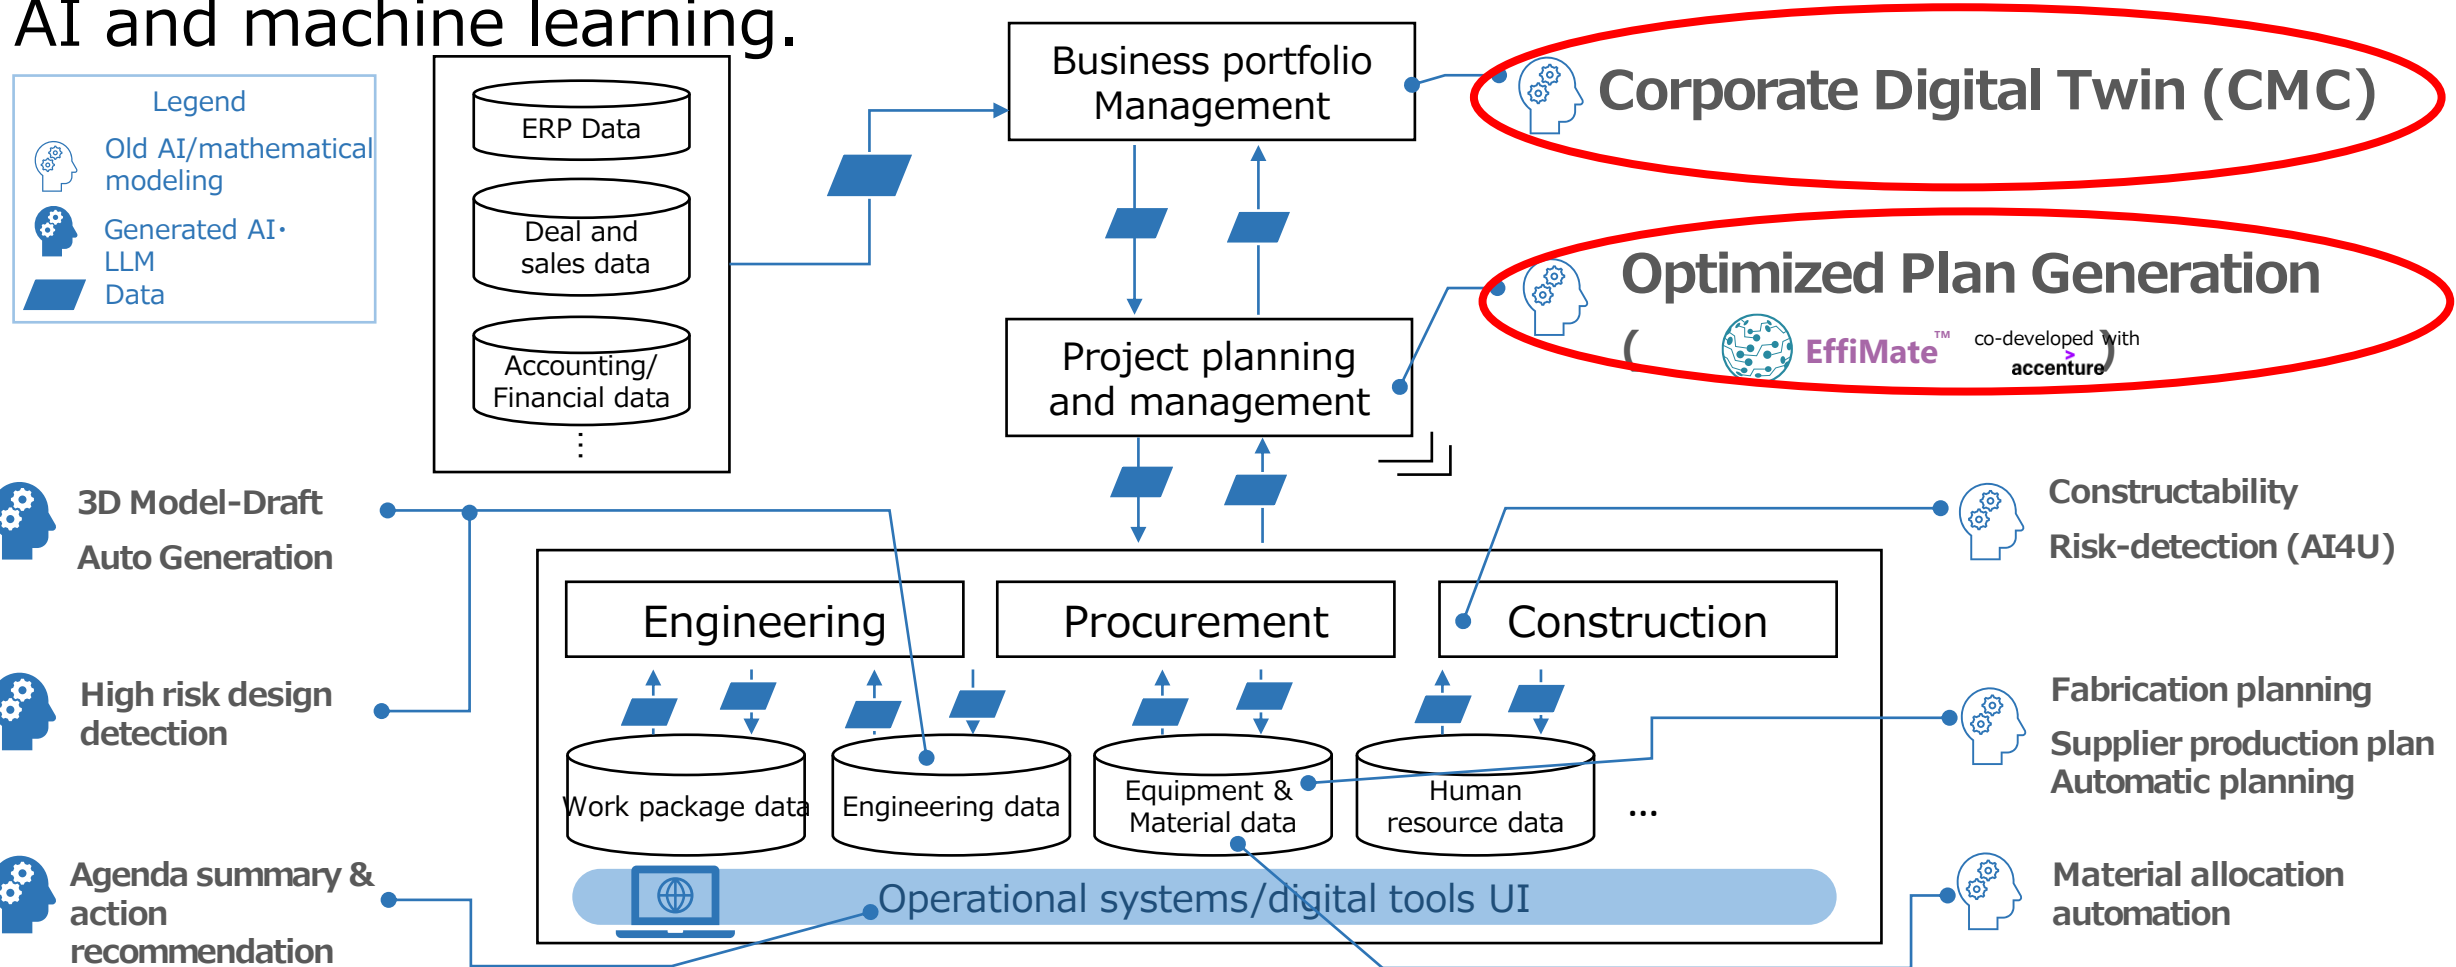 AI and machine learning.
Legend
Old AI/mathematical
modeling
Generated AI・
LLM
Data
ERP Data
Deal and
sales data
Accounting/
Financial data
⋮
Business portfolio
Management
Corporate Digital Twin (CMC)
Project planning
and management
Optimized Plan Generation
( EffiMate™ co-developed with
accenture )
3D Model-Draft
Auto Generation
High risk design
detection
Agenda summary &
action
recommendation
Engineering
Procurement
Construction
Work package data
Engineering data
Equipment &
Material data
Human
resource data
...
Operational systems/digital tools UI
Constructability
Risk-detection (AI4U)
Fabrication planning
Supplier production plan
Automatic planning
Material allocation
automation